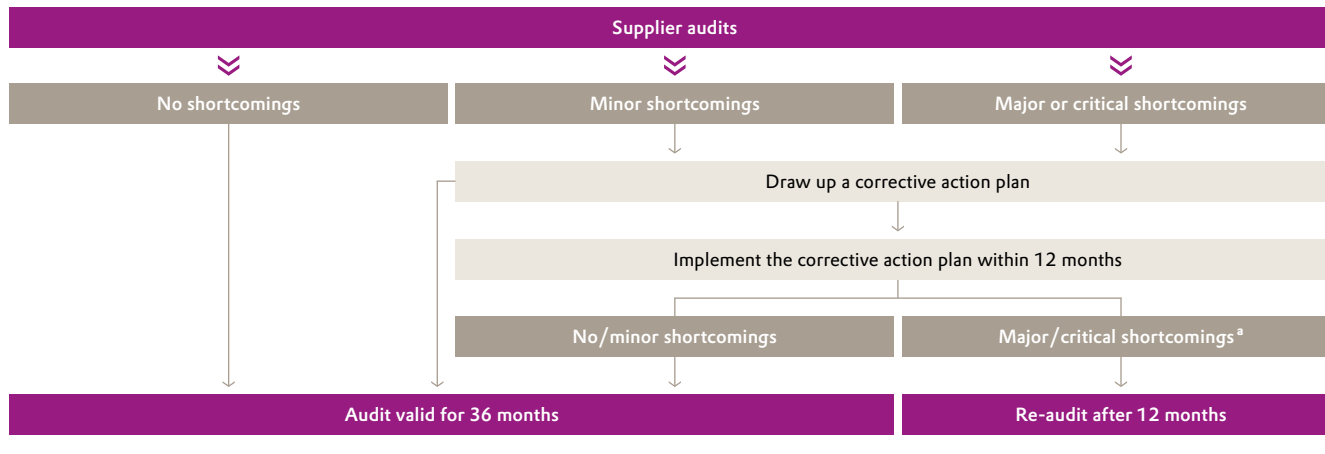 Supplier audits
No shortcomings
Minor shortcomings
Major or critical shortcomings
Draw up a corrective action plan
Implement the corrective action plan within 12 months
No/minor shortcomings
Major/critical shortcomings a
Audit valid for 36 months
Re-audit after 12 months